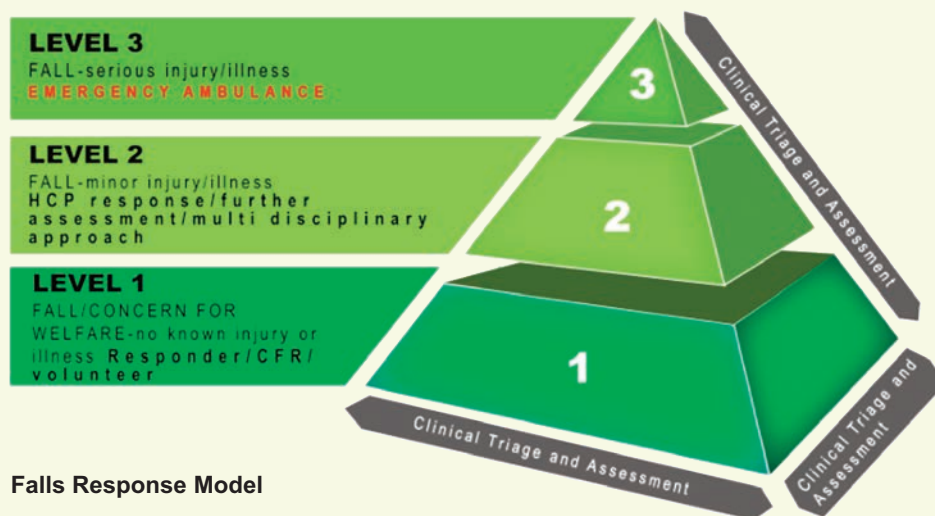 LEVEL 3
FALL-serious injury/illness
EMERGENCY AMBULANCE
LEVEL 2
FALL-minor injury/illness
HCP response/further
assessment/multi disciplinary
approach
LEVEL 1
FALL/CONCERN FOR
WELFARE-no known injury or
illness Responder/CFR/
volunteer
3
2
1
Clinical Triage and Assessment
Clinical Triage and Assessment
Clinical Triage and
Assessment
Falls Response Model